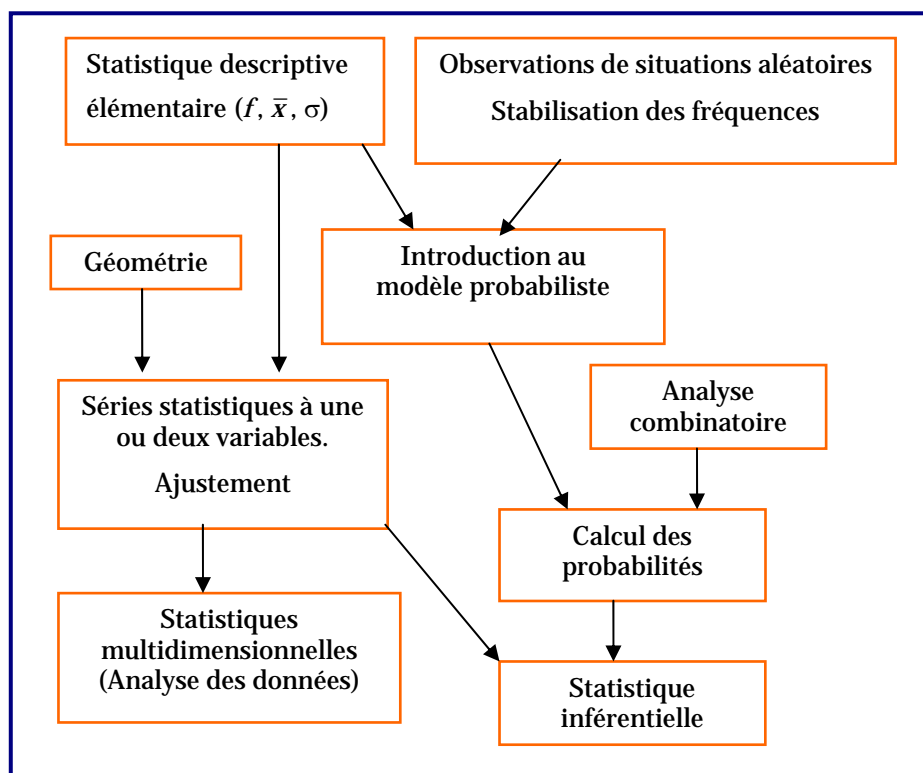 Statistique descriptive
élémentaire (f, x̄, σ)
Observations de situations aléatoires
Stabilisation des fréquences
Géométrie
Introduction au
modèle probabiliste
Séries statistiques à une
ou deux variables.
Ajustement
Analyse
combinatoire
Calcul des
probabilités
Statistiques
multidimensionnelles
(Analyse des données)
Statistique
inférentielle